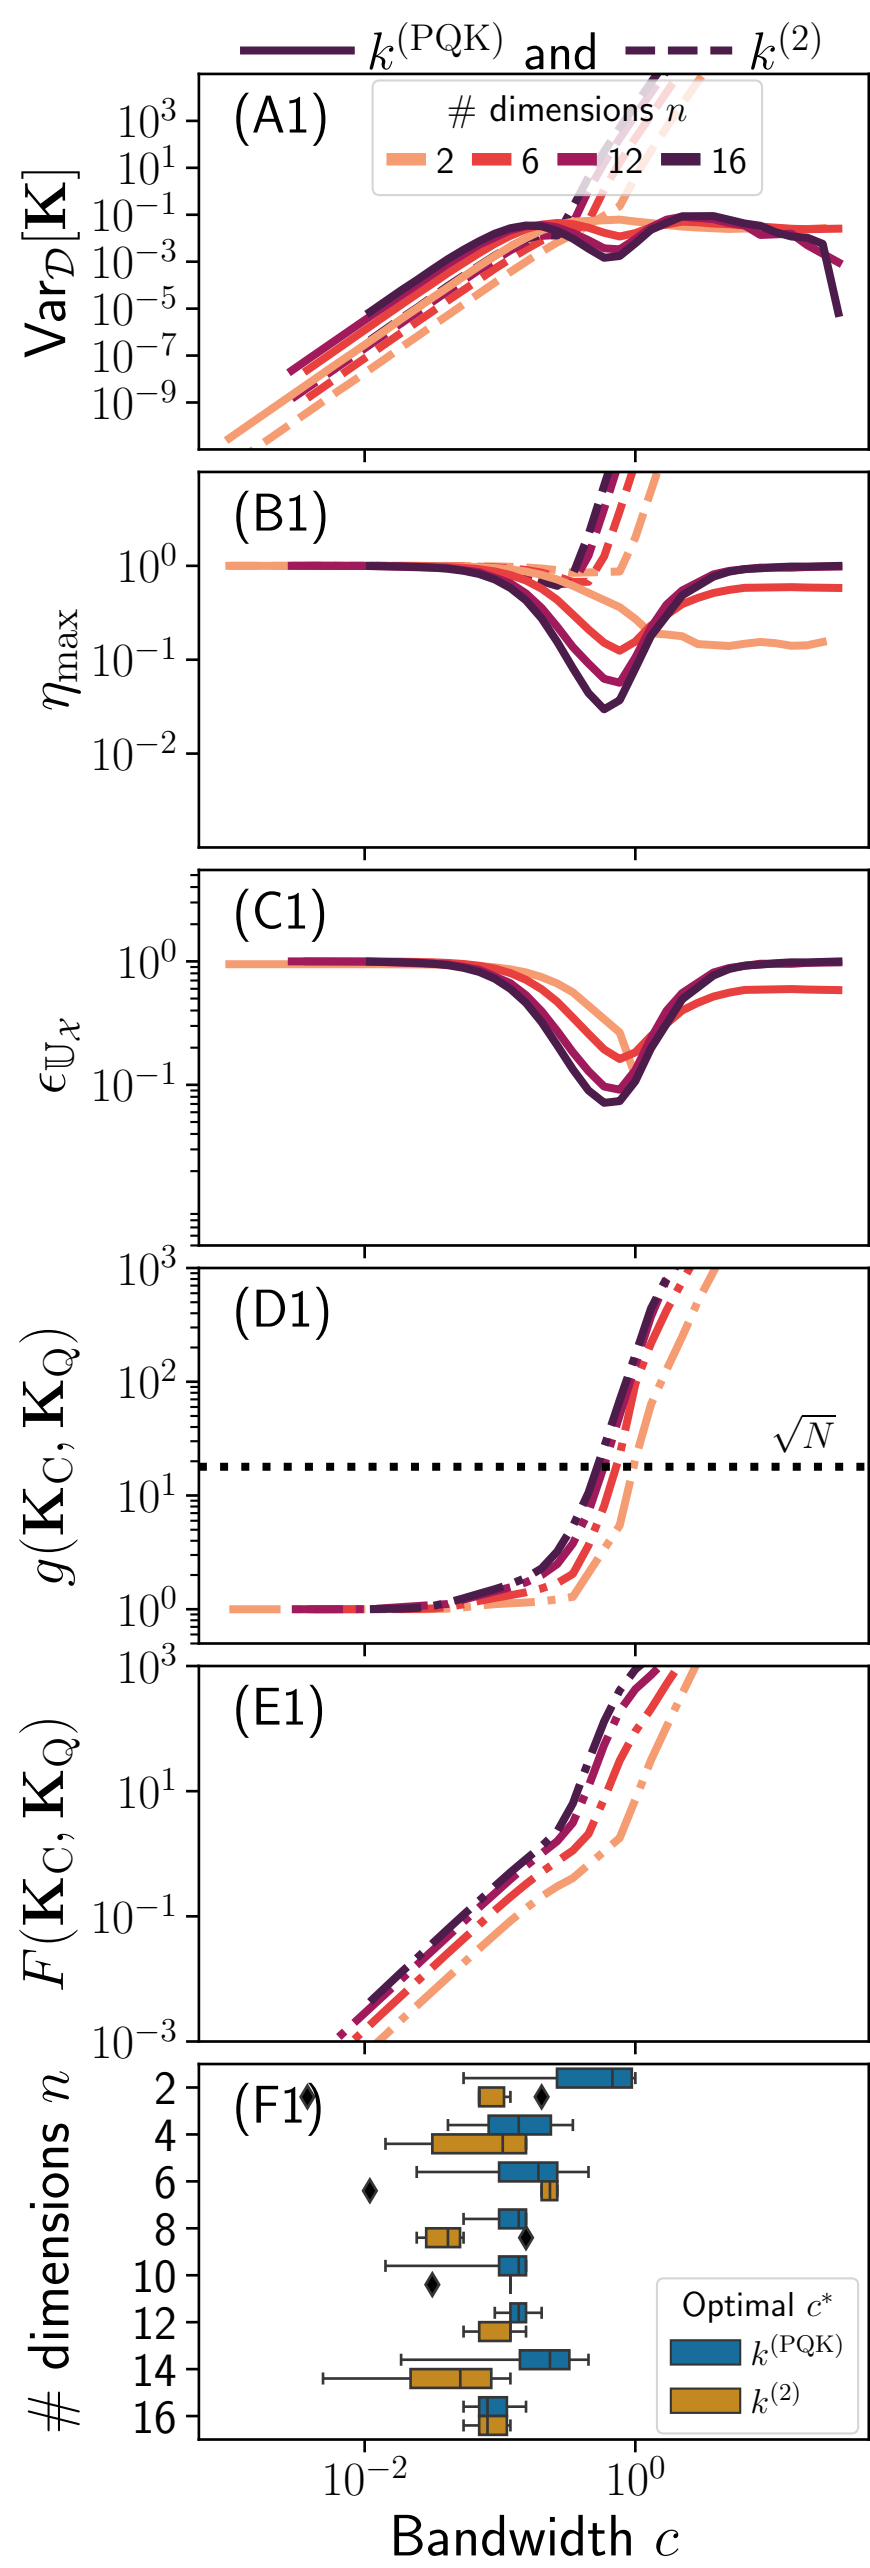 k^(PQK) and k^(2)
(A1)
# dimensions n
2 6 12 16
10^3
10^1
10^−1
10^−3
10^−5
10^−7
10^−9
Var_𝒟[K]
(B1)
10^0
10^−1
10^−2
η_max
(C1)
10^0
10^−1
ϵ_𝕌_𝒳
(D1)
10^3
10^2
10^1
10^0
√N
g(K_C, K_Q)
(E1)
10^3
10^1
10^−1
10^−3
F(K_C, K_Q)
(F1)
2
4
6
8
10
12
14
16
# dimensions n
Optimal c*
k^(PQK)
k^(2)
10^−2 10^0
Bandwidth c